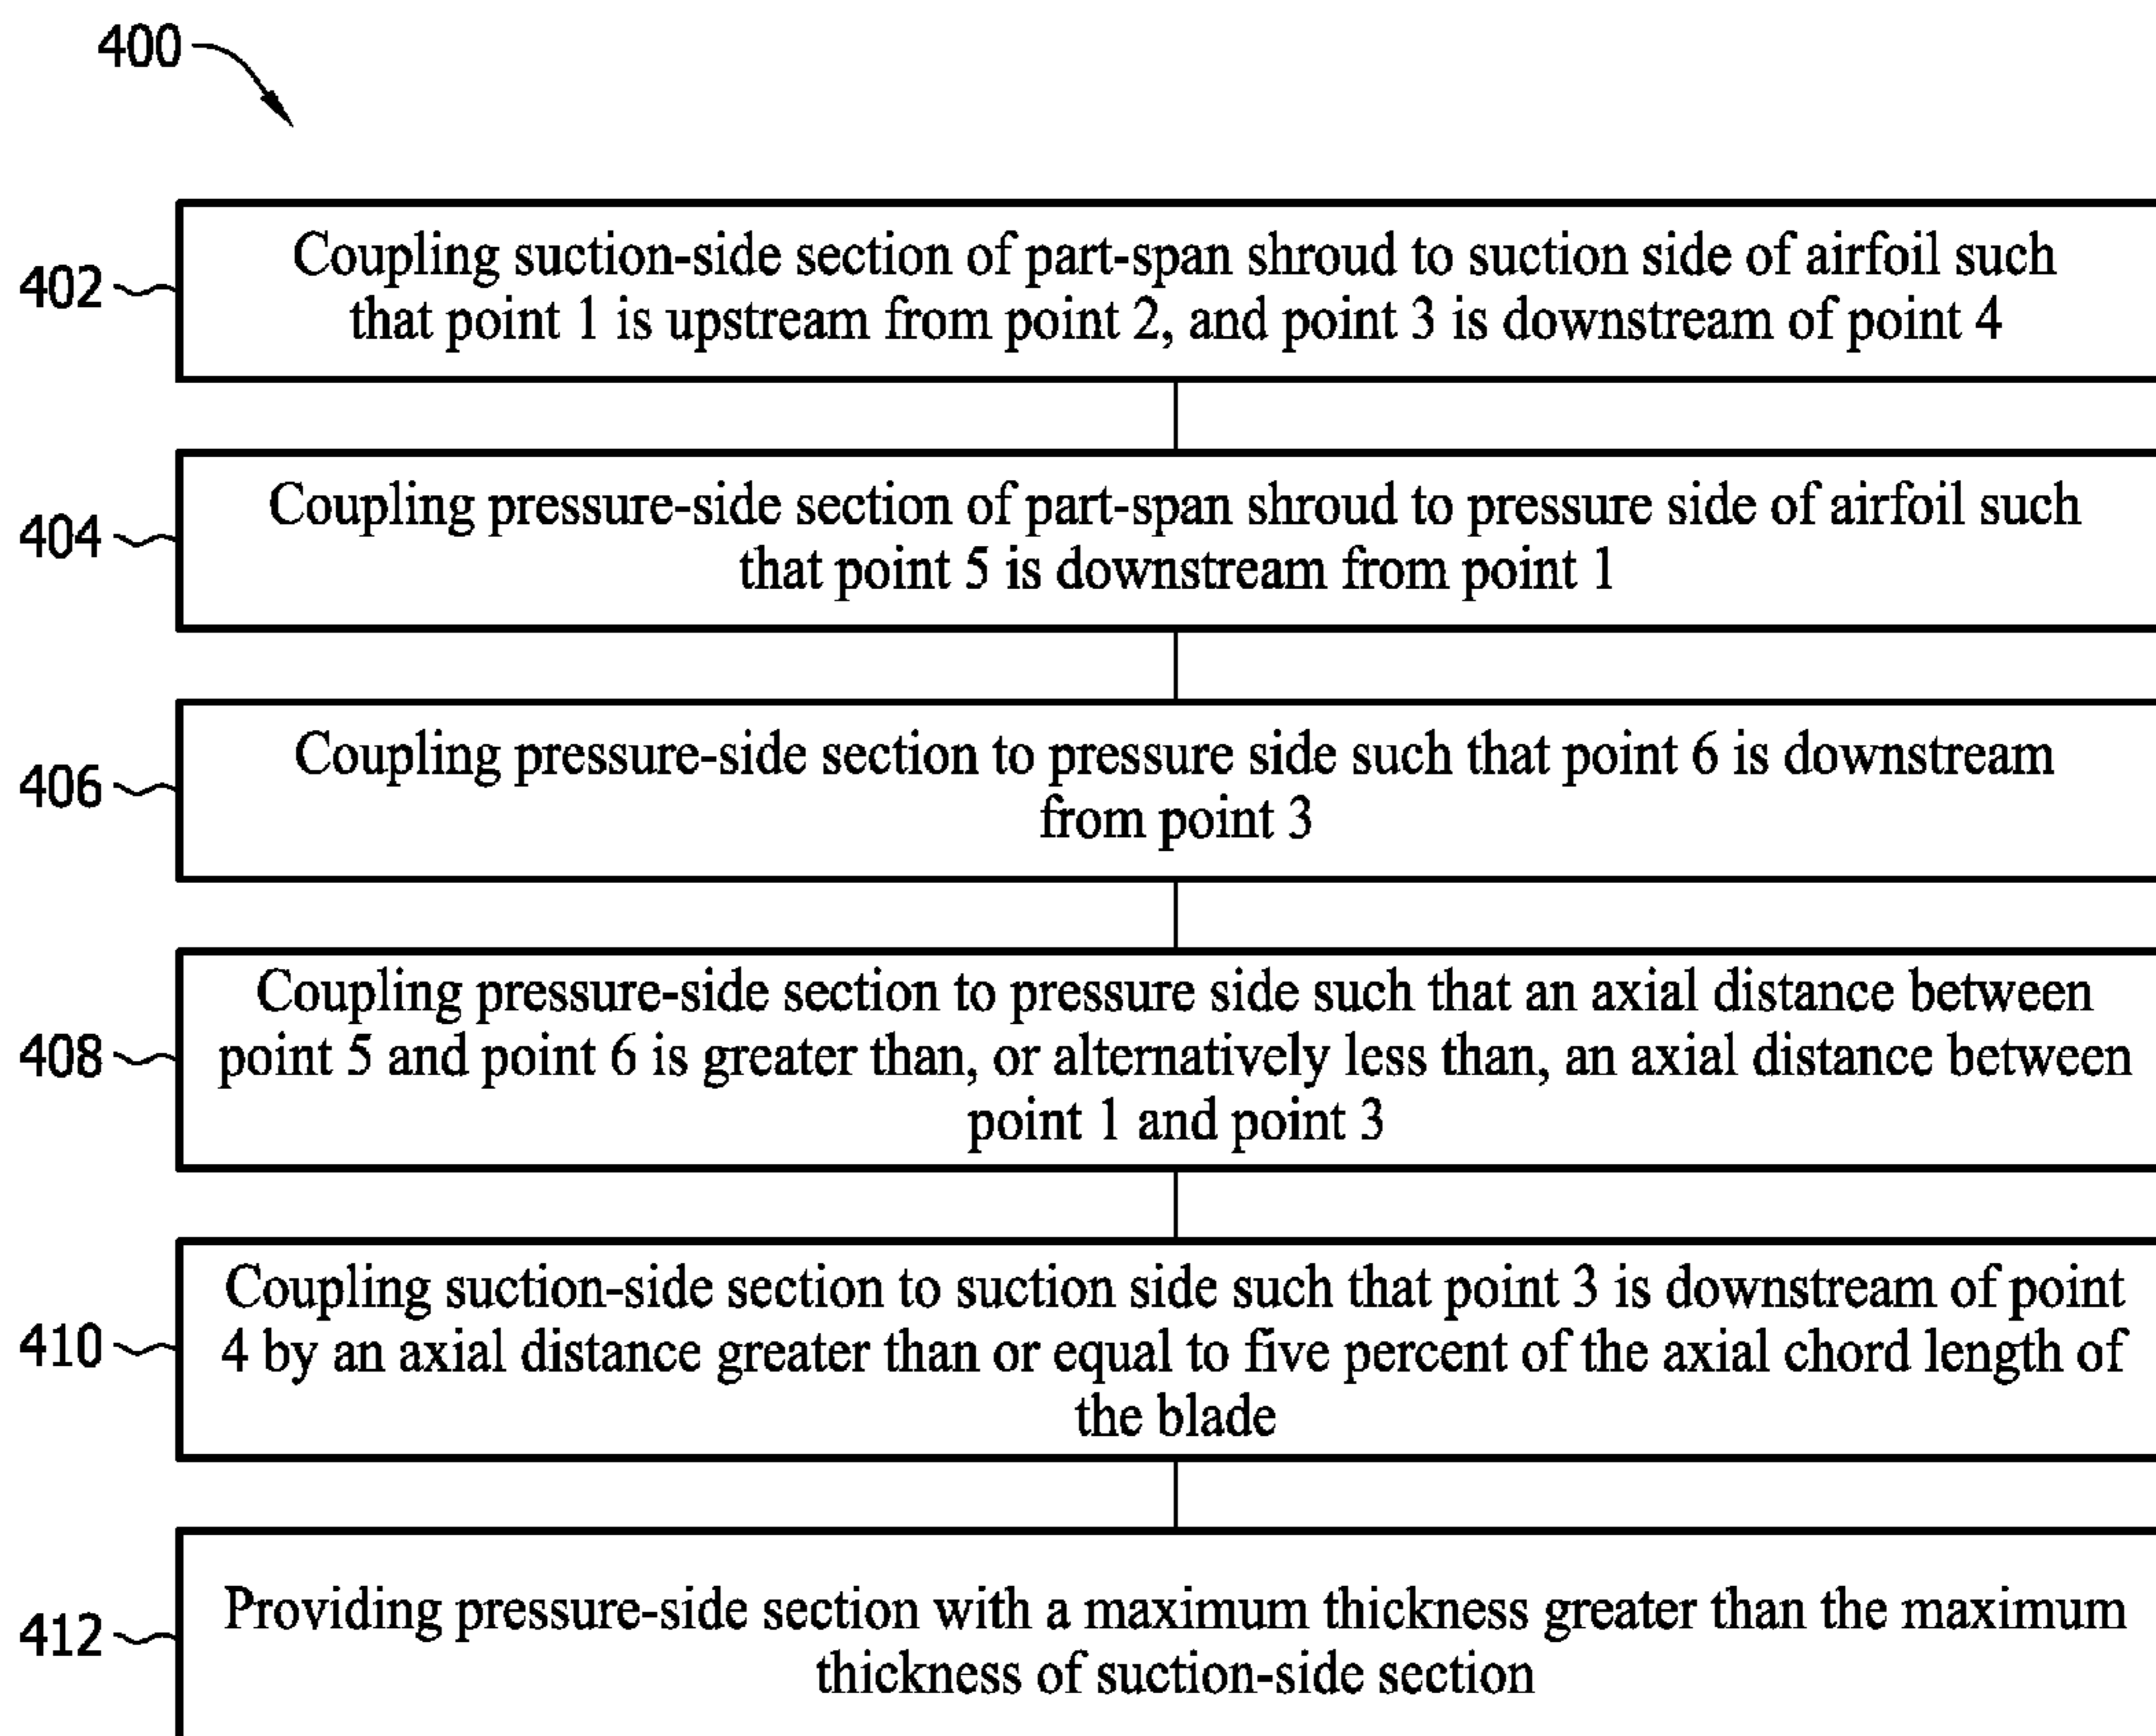 400
402
Coupling suction-side section of part-span shroud to suction side of airfoil such
that point 1 is upstream from point 2, and point 3 is downstream of point 4
404
Coupling pressure-side section of part-span shroud to pressure side of airfoil such
that point 5 is downstream from point 1
406
Coupling pressure-side section to pressure side such that point 6 is downstream
from point 3
408
Coupling pressure-side section to pressure side such that an axial distance between
point 5 and point 6 is greater than, or alternatively less than, an axial distance between
point 1 and point 3
410
Coupling suction-side section to suction side such that point 3 is downstream of point
4 by an axial distance greater than or equal to five percent of the axial chord length of
the blade
412
Providing pressure-side section with a maximum thickness greater than the maximum
thickness of suction-side section